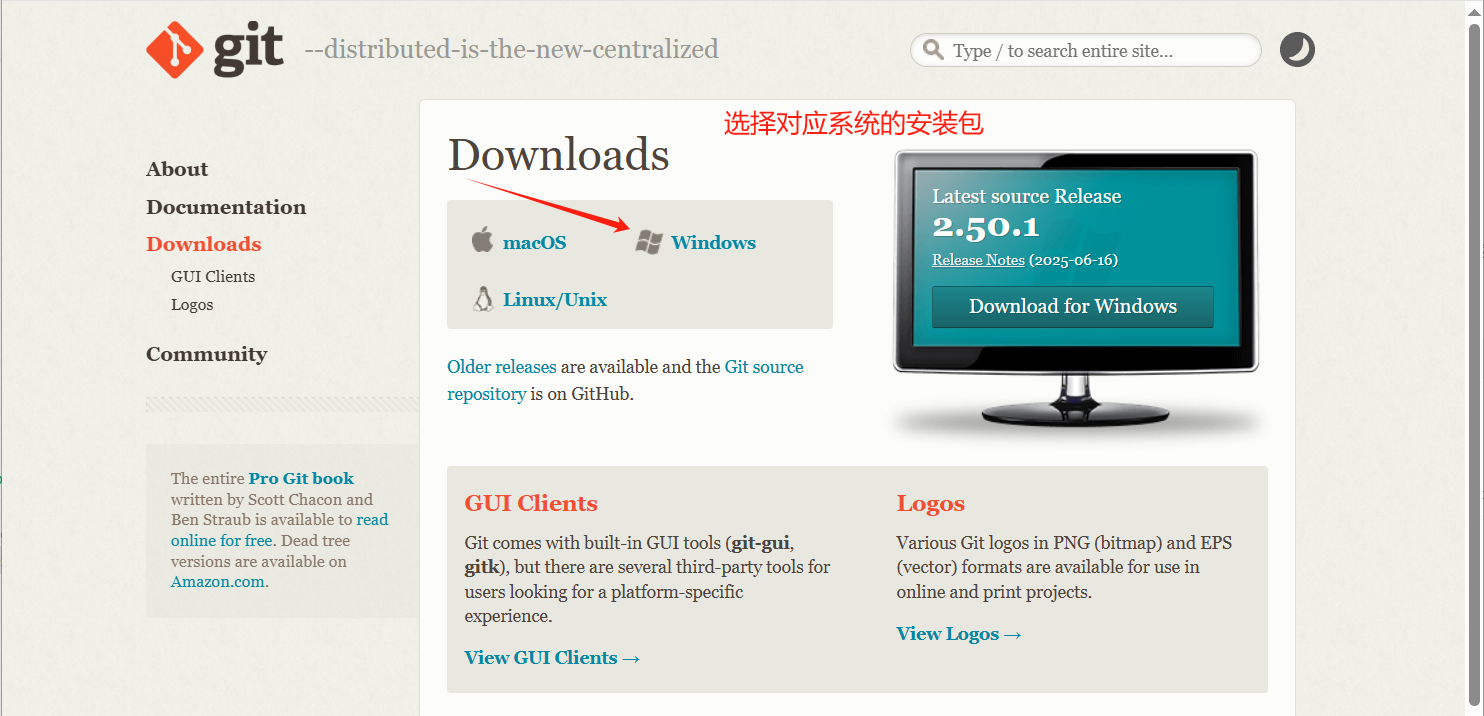 git --distributed-is-the-new-centralized
Type / to search entire site...
About
Documentation
Downloads
GUI Clients
Logos
Community
The entire Pro Git book
written by Scott Chacon and
Ben Straub is available to read
online for free. Dead tree
versions are available on
Amazon.com.
选择对应系统的安装包
Downloads
macOS
Windows
Linux/Unix
Older releases are available and the Git source
repository is on GitHub.
Latest source Release
2.50.1
Release Notes (2025-06-16)
Download for Windows
GUI Clients
Git comes with built-in GUI tools (git-gui,
gitk), but there are several third-party tools for
users looking for a platform-specific
experience.
View GUI Clients →
Logos
Various Git logos in PNG (bitmap) and EPS
(vector) formats are available for use in
online and print projects.
View Logos →